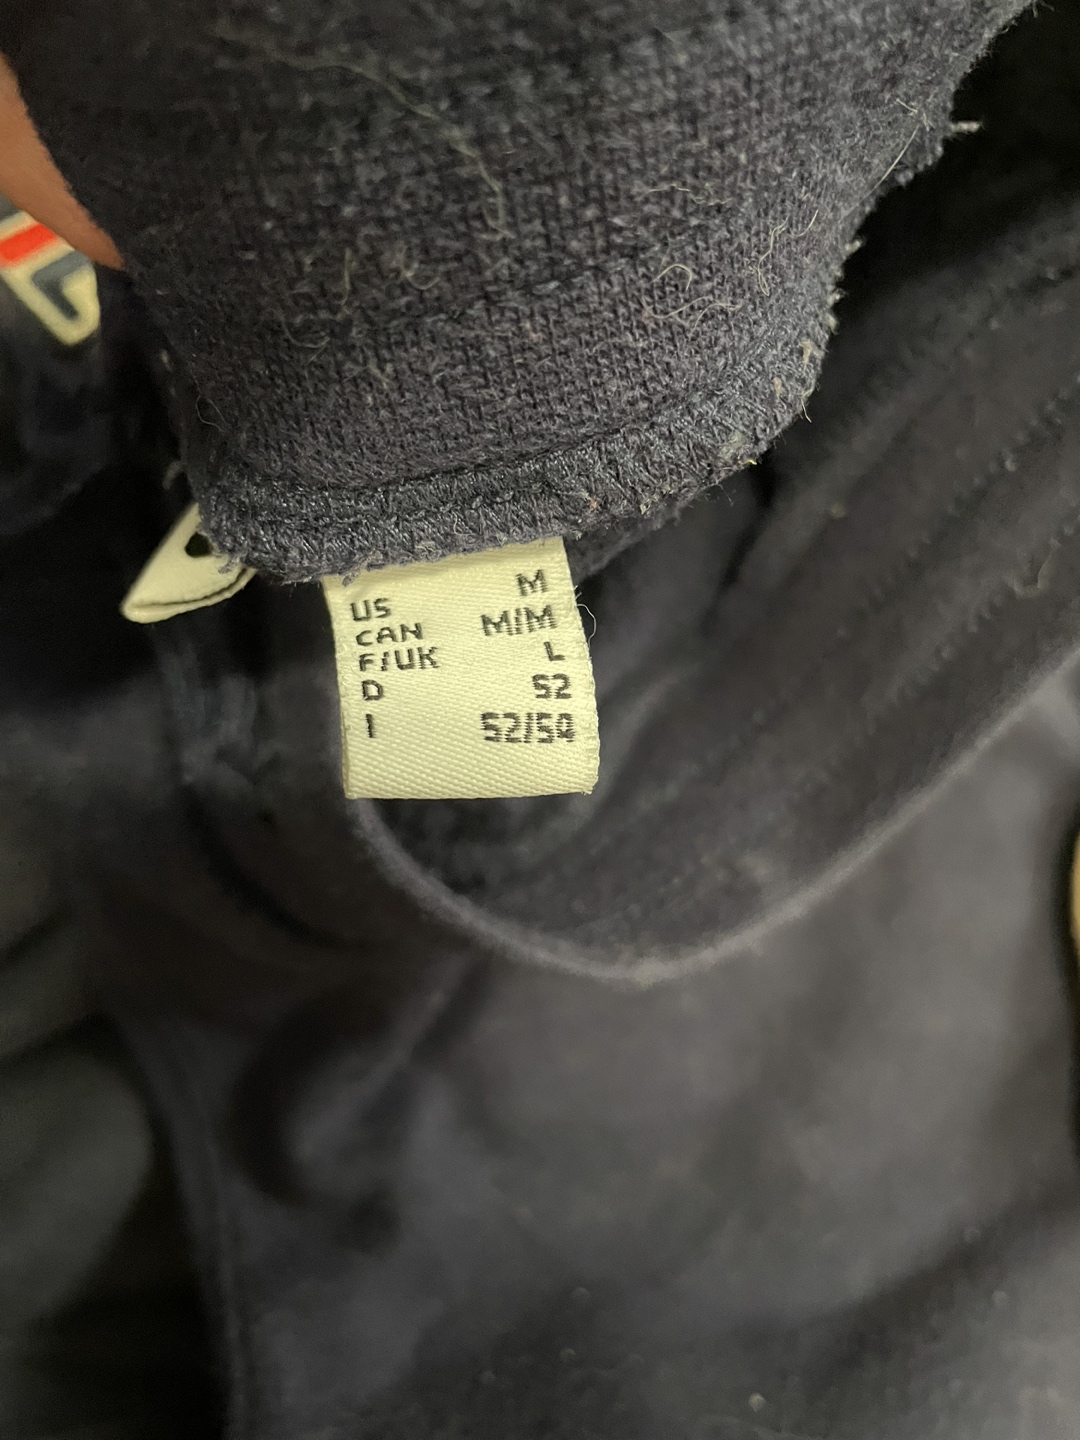 US M
CAN M/M
F/UK L
D 52
I 52/54